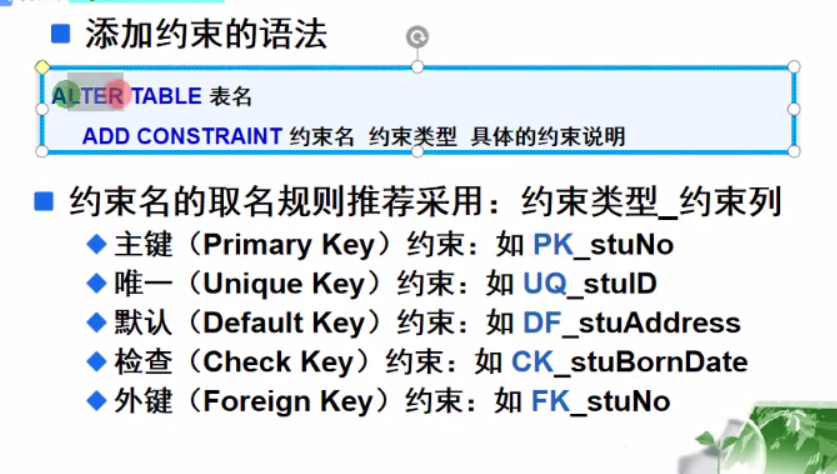 添加约束的语法
ALTER TABLE 表名
ADD CONSTRAINT 约束名 约束类型 具体的约束说明
约束名的取名规则推荐采用：约束类型_约束列
主键（Primary Key）约束：如 PK_stuNo
唯一（Unique Key）约束：如 UQ_stuID
默认（Default Key）约束：如 DF_stuAddress
检查（Check Key）约束：如 CK_stuBornDate
外键（Foreign Key）约束：如 FK_stuNo